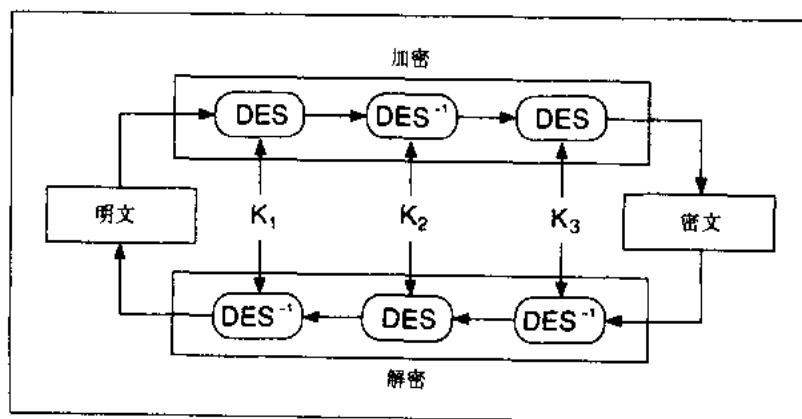 加密
DES DES⁻¹ DES
明文 K₁ K₂ K₃ 密文
DES⁻¹ DES DES⁻¹
解密